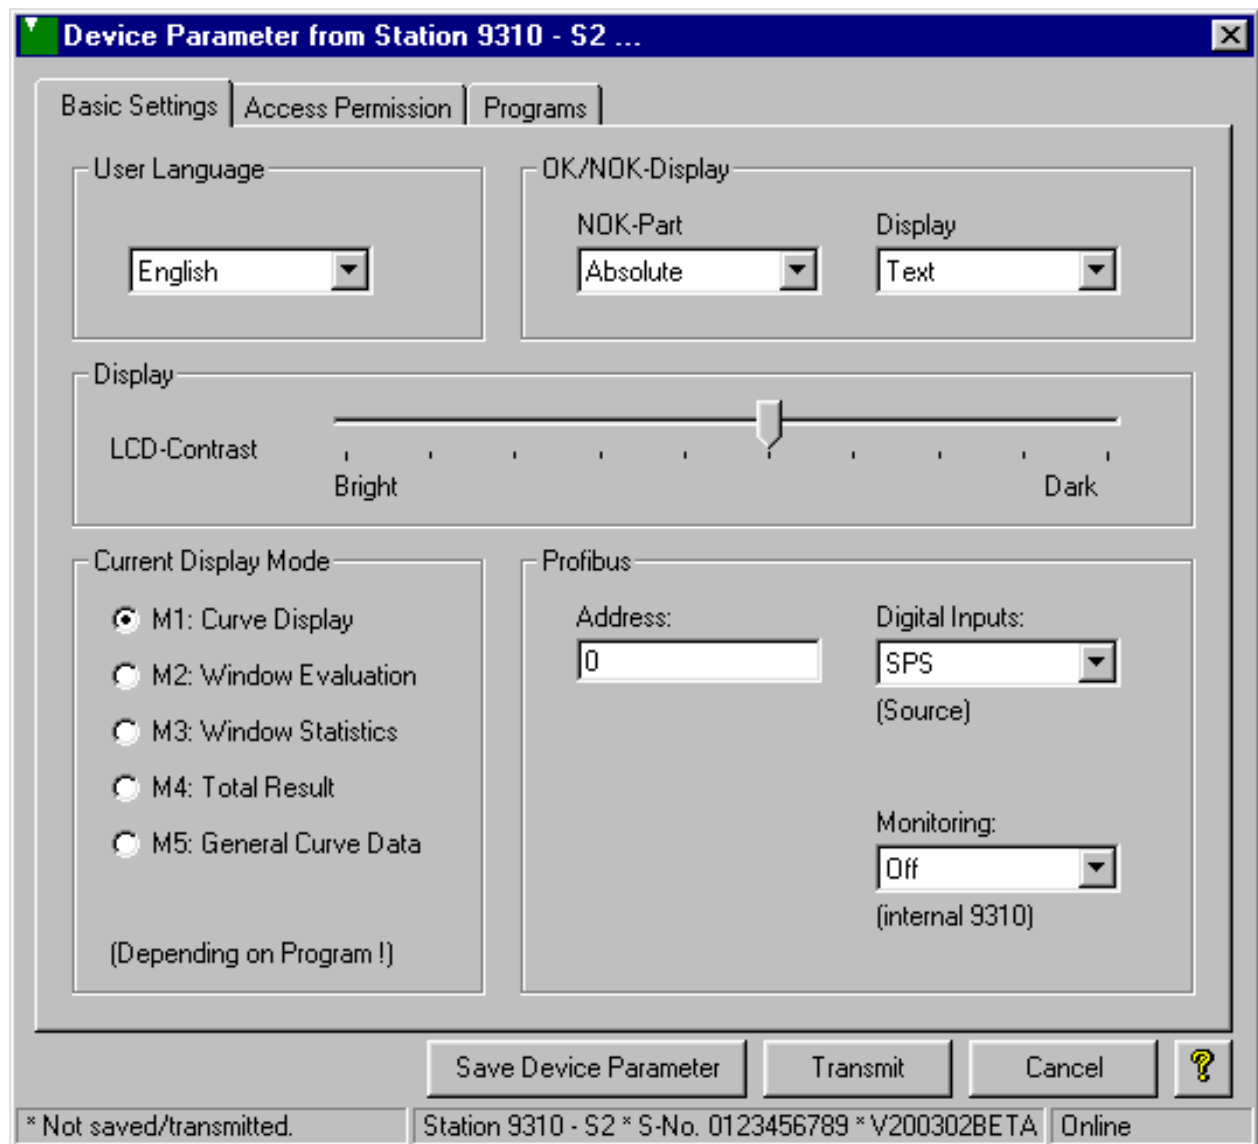 Device Parameter from Station 9310 - S2 ...
Basic Settings Access Permission Programs
User Language
English
OK/NOK-Display
NOK-Part Display
Absolute Text
Display
LCD-Contrast
Bright Dark
Current Display Mode
M1: Curve Display
M2: Window Evaluation
M3: Window Statistics
M4: Total Result
M5: General Curve Data
(Depending on Program !)
Profibus
Address: Digital Inputs:
0 SPS
(Source)
Monitoring:
Off
(internal 9310)
Save Device Parameter Transmit Cancel ?
* Not saved/transmitted. Station 9310 - S2 * S-No. 0123456789 * V200302BETA Online